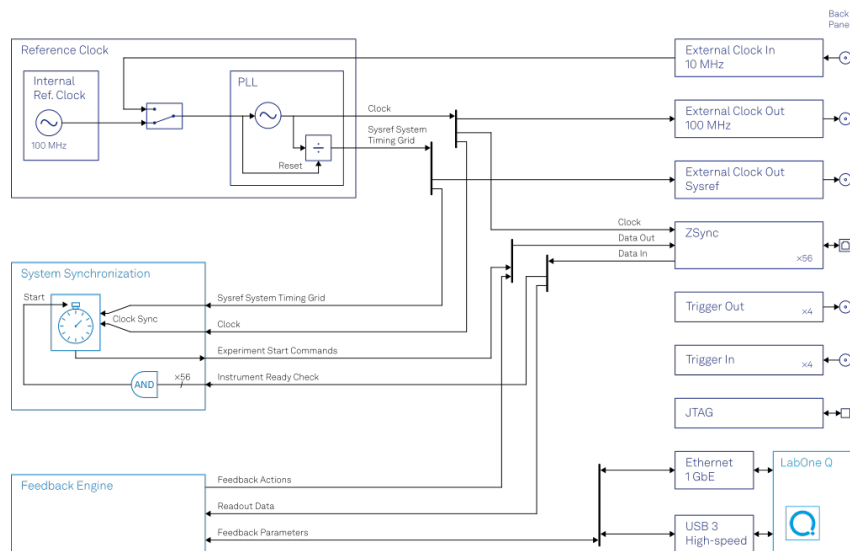 Back
Pane
Reference Clock
Internal
Ref. Clock
100 MHz
PLL
Reset
÷
Clock
Sysref System
Timing Grid
External Clock In
10 MHz
External Clock Out
100 MHz
External Clock Out
Sysref
Clock
Data Out
Data In
ZSync
×56
System Synchronization
Start
Clock Sync
Sysref System Timing Grid
Clock
Experiment Start Commands
AND
×56
Instrument Ready Check
Trigger Out
×4
Trigger In
×4
JTAG
Feedback Engine
Feedback Actions
Readout Data
Feedback Parameters
Ethernet
1 GbE
USB 3
High-speed
LabOne Q